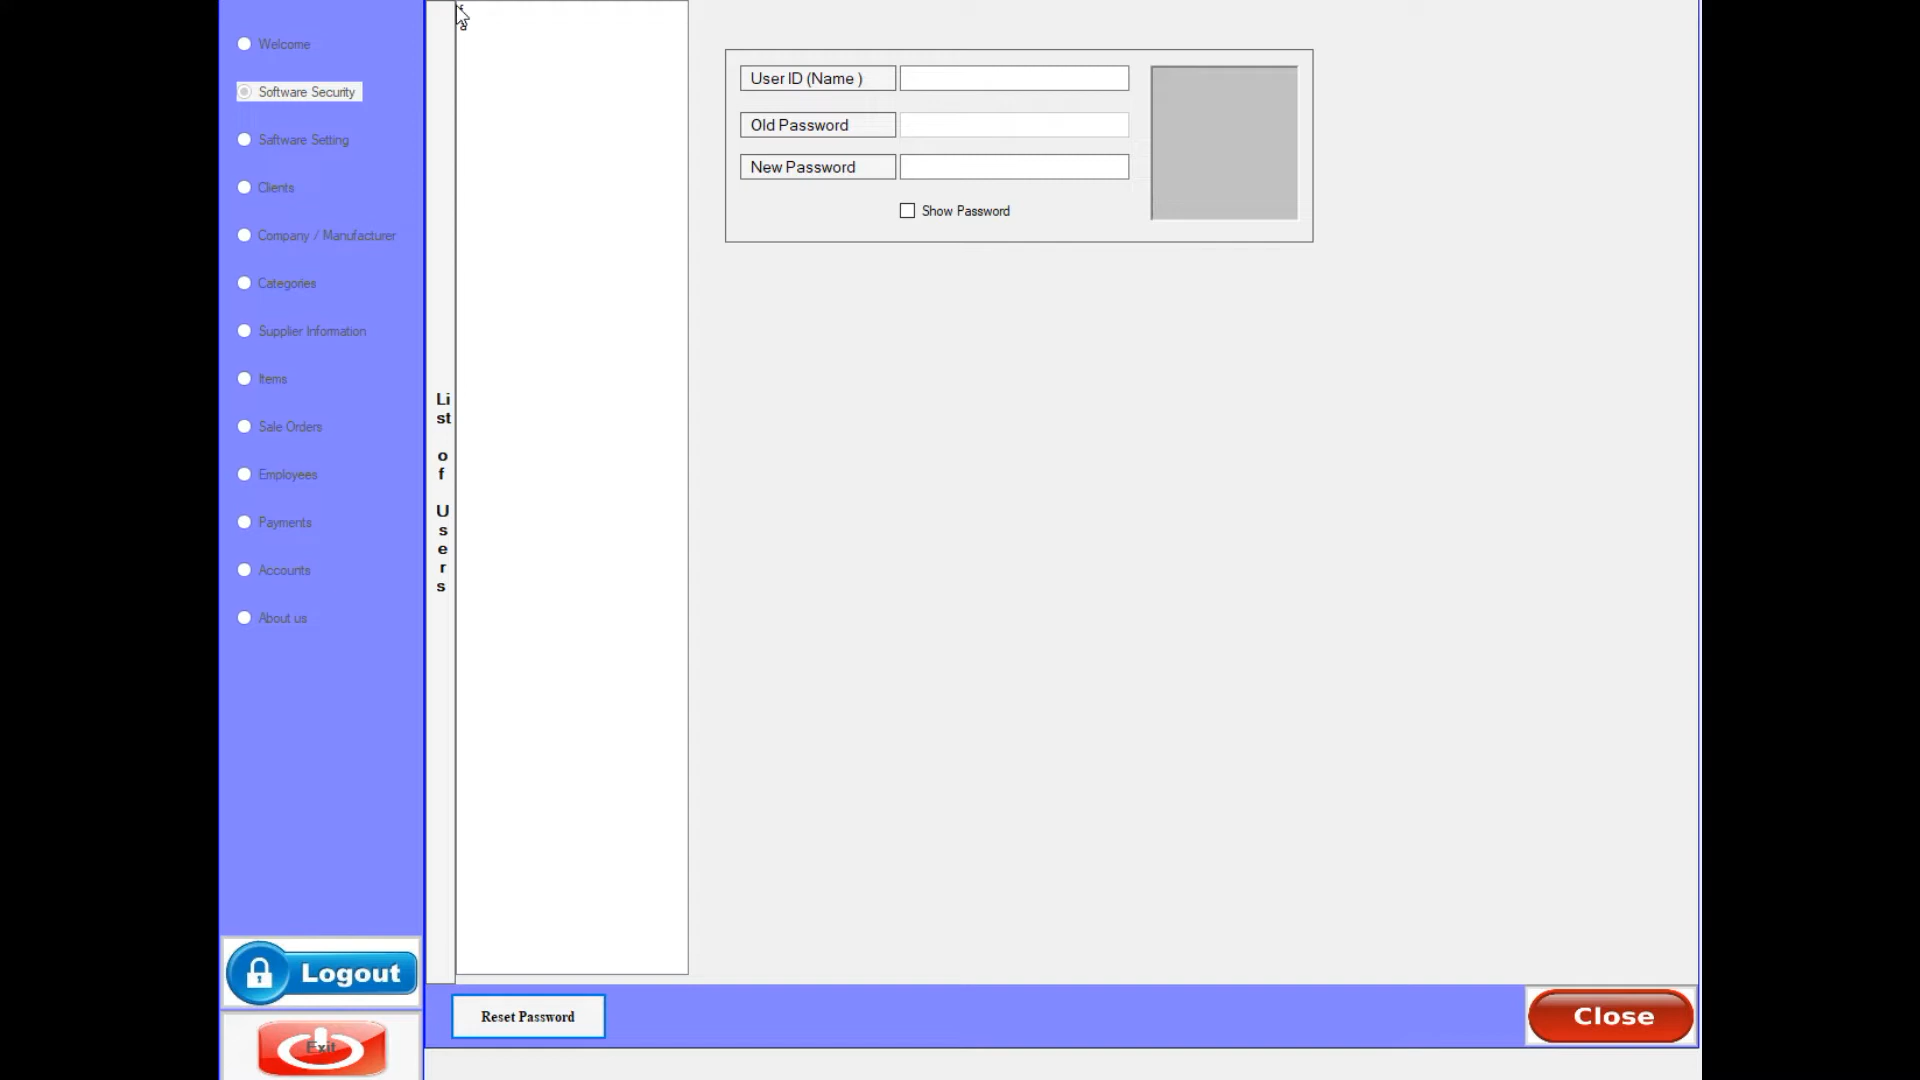 Welcome
Software Security
Saftware Setting
Clients
Company / Manufacturer
Categories
Supplier Information
Items
Sale Orders
Employees
Payments
Accounts
About us
Logout
Exit
Li
st
o
f
U
s
e
r
s
User ID (Name )
Old Password
New Password
Show Password
Reset Password
Close